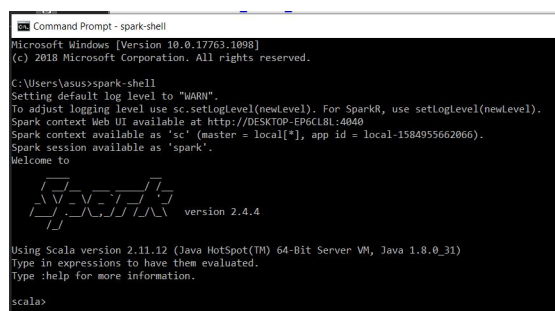 Command Prompt - spark-shell
Microsoft Windows [Version 10.0.17763.1098]
(c) 2018 Microsoft Corporation. All rights reserved.
C:\Users\asus>spark-shell
Setting default log level to "WARN".
To adjust logging level use sc.setLogLevel(newLevel). For SparkR, use setLogLevel(newLevel).
Spark context Web UI available at http://DESKTOP-EP6CL8L:4040
Spark context available as 'sc' (master = local[*], app id = local-1584955662066).
Spark session available as 'spark'.
Welcome to
Spark version 2.4.4
Using Scala version 2.11.12 (Java HotSpot(TM) 64-Bit Server VM, Java 1.8.0_31)
Type in expressions to have them evaluated.
Type :help for more information.
scala>